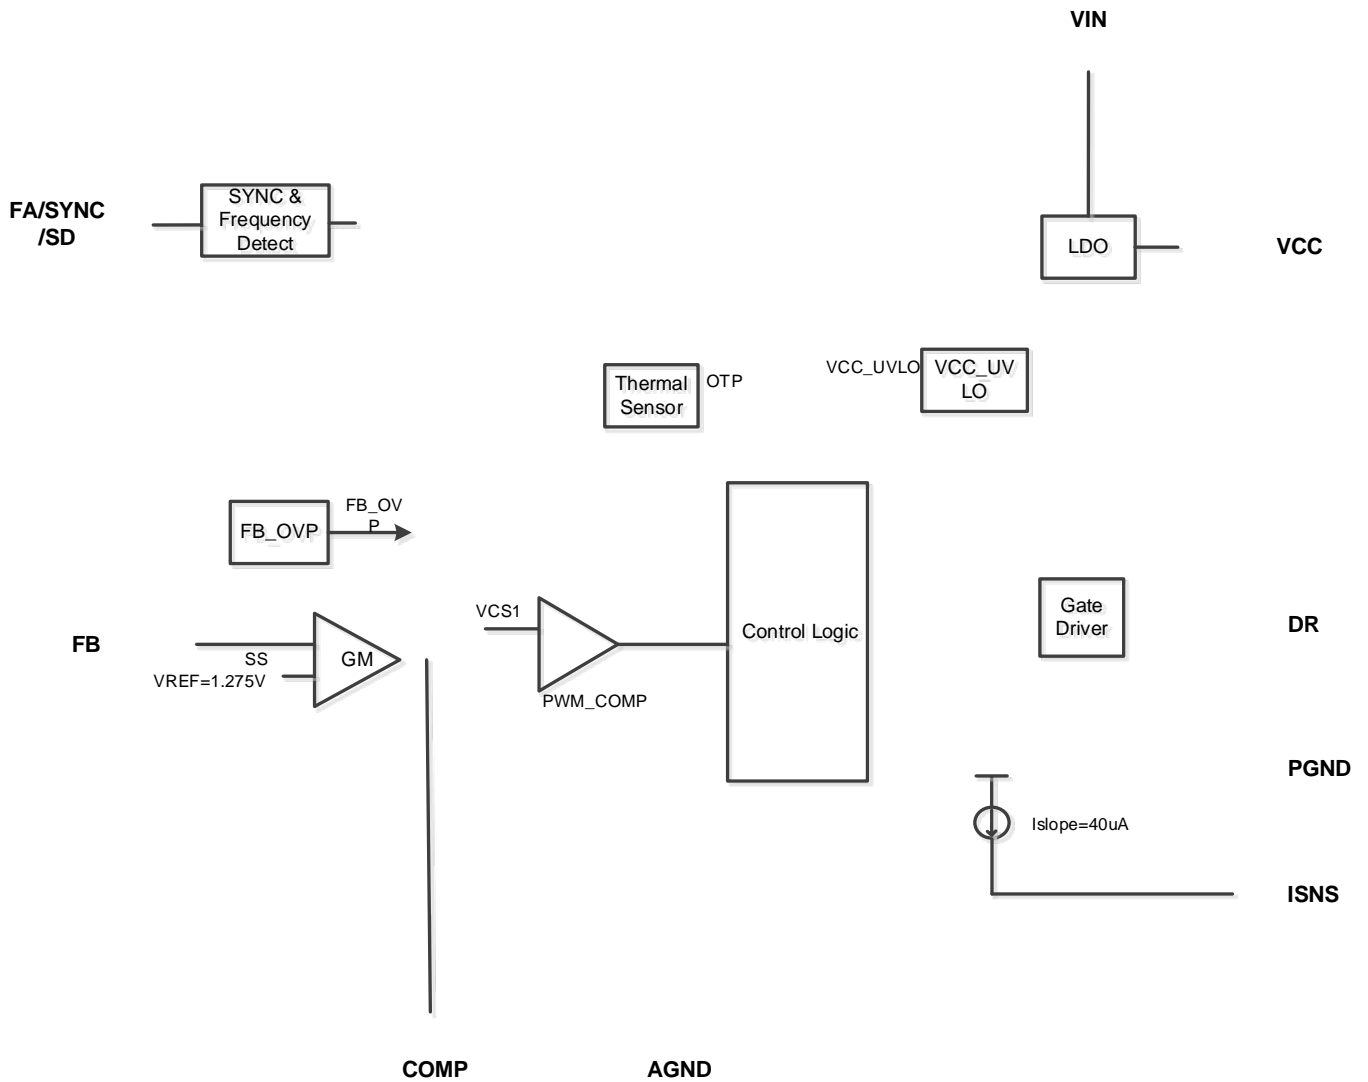 VIN
FA/SYNC
/SD
SYNC &
Frequency
Detect
LDO
VCC
Thermal
Sensor
OTP
VCC_UVLO
VCC_UV
LO
FB_OVP
FB_OV
P
FB
SS
VREF=1.275V
GM
VCS1
PWM_COMP
Control Logic
Gate
Driver
DR
PGND
Islope=40uA
ISNS
COMP
AGND